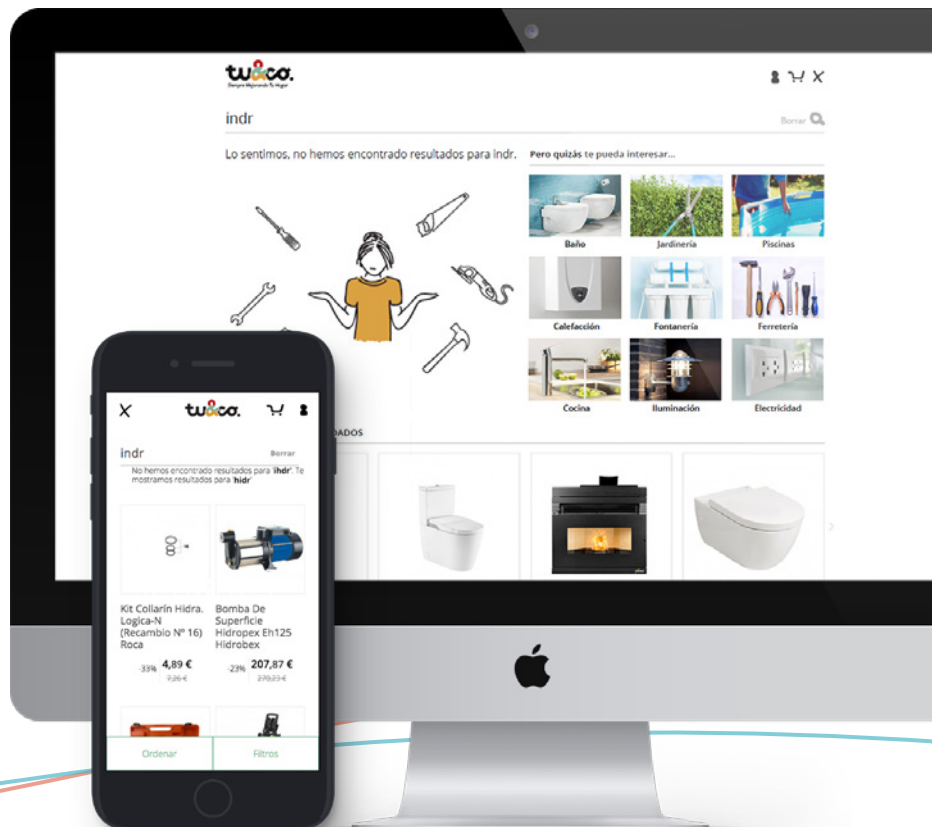 tu&co.
Siempre Mejorando Tu Hogar
indr
Borrar
Lo sentimos, no hemos encontrado resultados para indr.
Pero quizás te pueda interesar...
Baño
Jardinería
Piscinas
Calefacción
Fontanería
Ferretería
Cocina
Iluminación
Electricidad
DADOS
X
tu&co.
indr
Borrar
No hemos encontrado resultados para 'ihdr'. Te
mostramos resultados para 'hidr'
Kit Collarín Hidra.
Logica-N
(Recambio Nº 16)
Roca
-33% 4,89 €
7,26 €
Bomba De
Superficie
Hidropex Eh125
Hidrobex
-23% 207,87 €
270,23 €
Ordenar
Filtros